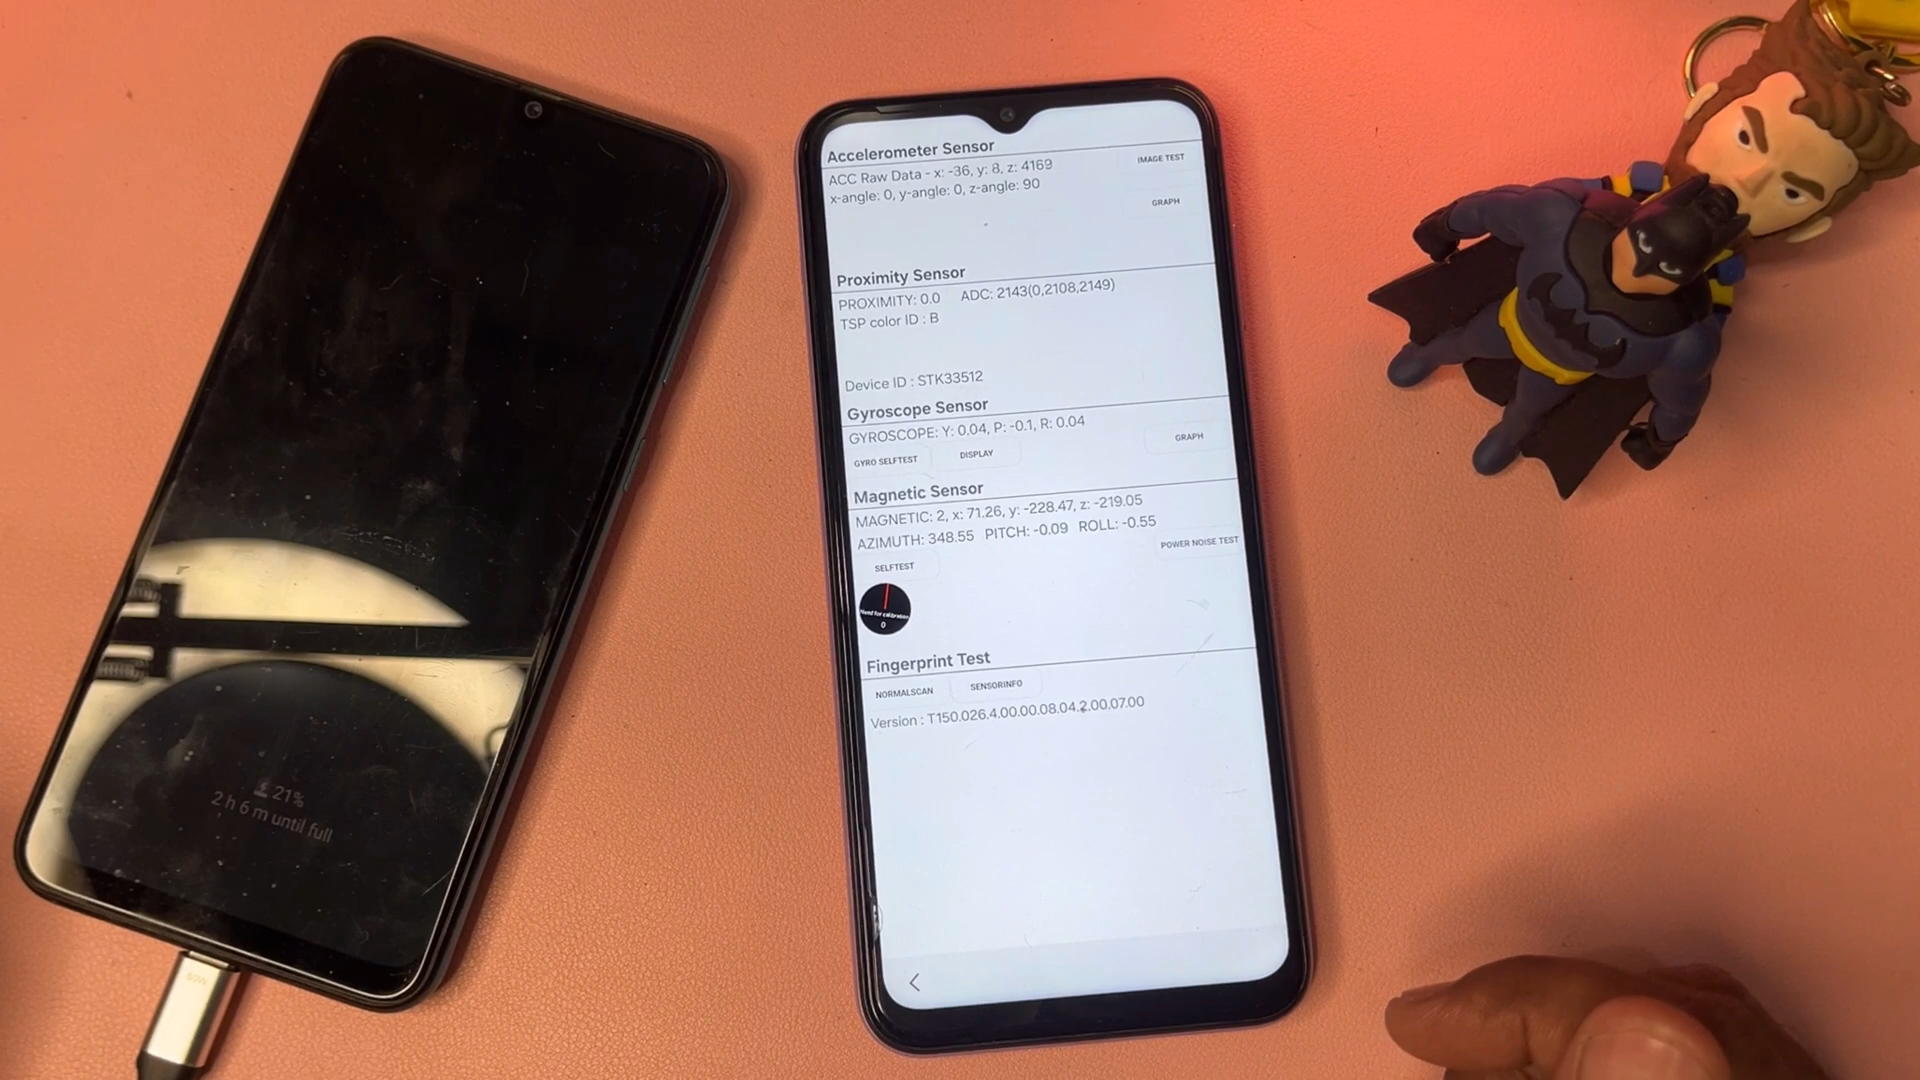 Accelerometer Sensor
ACC Raw Data - x: -36, y: 8, z: 4169
x-angle: 0, y-angle: 0, z-angle: 90
IMAGE TEST
GRAPH
Proximity Sensor
PROXIMITY: 0.0 ADC: 2143(0,2108,2149)
TSP color ID : B
Device ID : STK33512
Gyroscope Sensor
GYROSCOPE: Y: 0.04, P: -0.1, R: 0.04
GYRO SELFTEST DISPLAY GRAPH
Magnetic Sensor
MAGNETIC: 2, x: 71.26, y: -228.47, z: -219.05
AZIMUTH: 348.55 PITCH: -0.09 ROLL: -0.55
SELFTEST POWER NOISE TEST
Need for calibration
0
Fingerprint Test
NORMALSCAN SENSORINFO
Version : T150.026.4.00.00.08.04.2.00.07.00
21%
2 h 6 m until full
60W